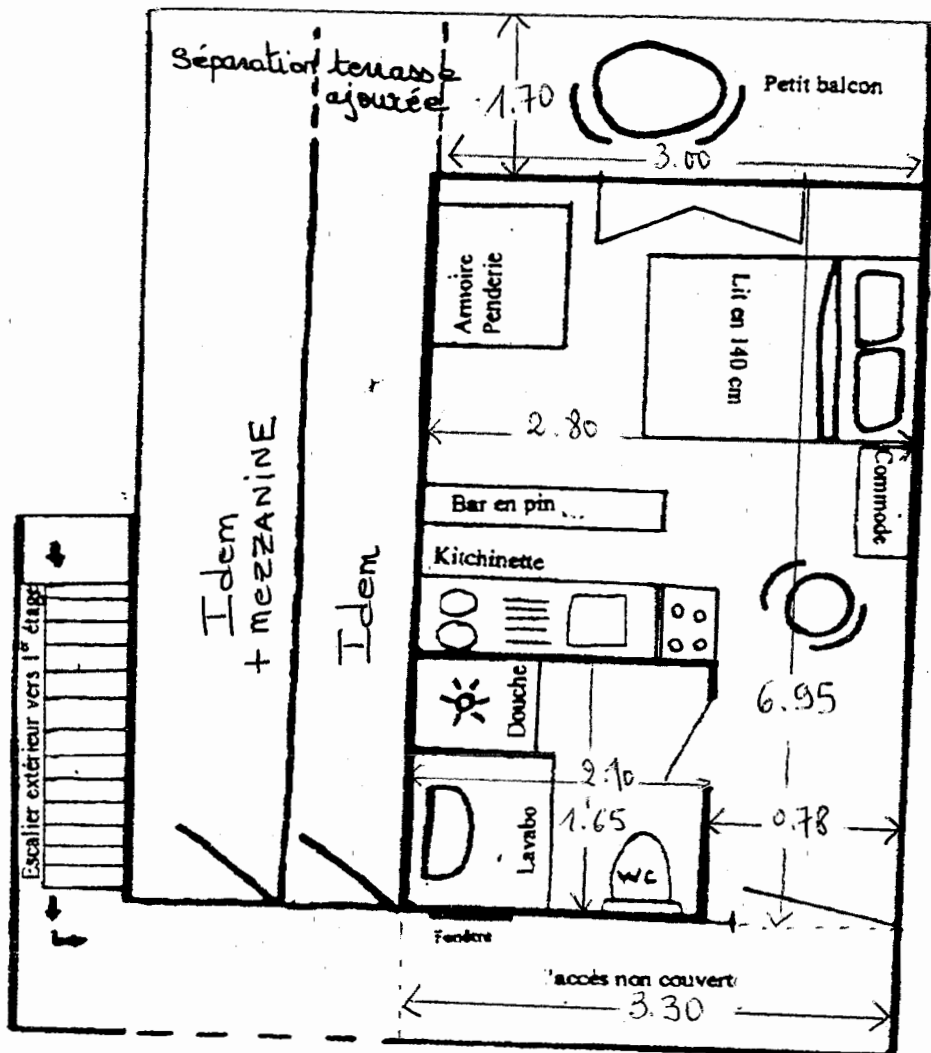 Séparation terrasse
ajourée
1.70
Petit balcon
3.00
Armoire
Penderie
Lit en 140 cm
2.80
Commode
Bar en pin
Kitchinette
Idem
+ MEZZANINE
Idem
Escalier extérieur vers 1° étage
Douche
6.95
2.10
1.65
0.78
Lavabo
WC
Fenêtre
accès non couvert
3.30